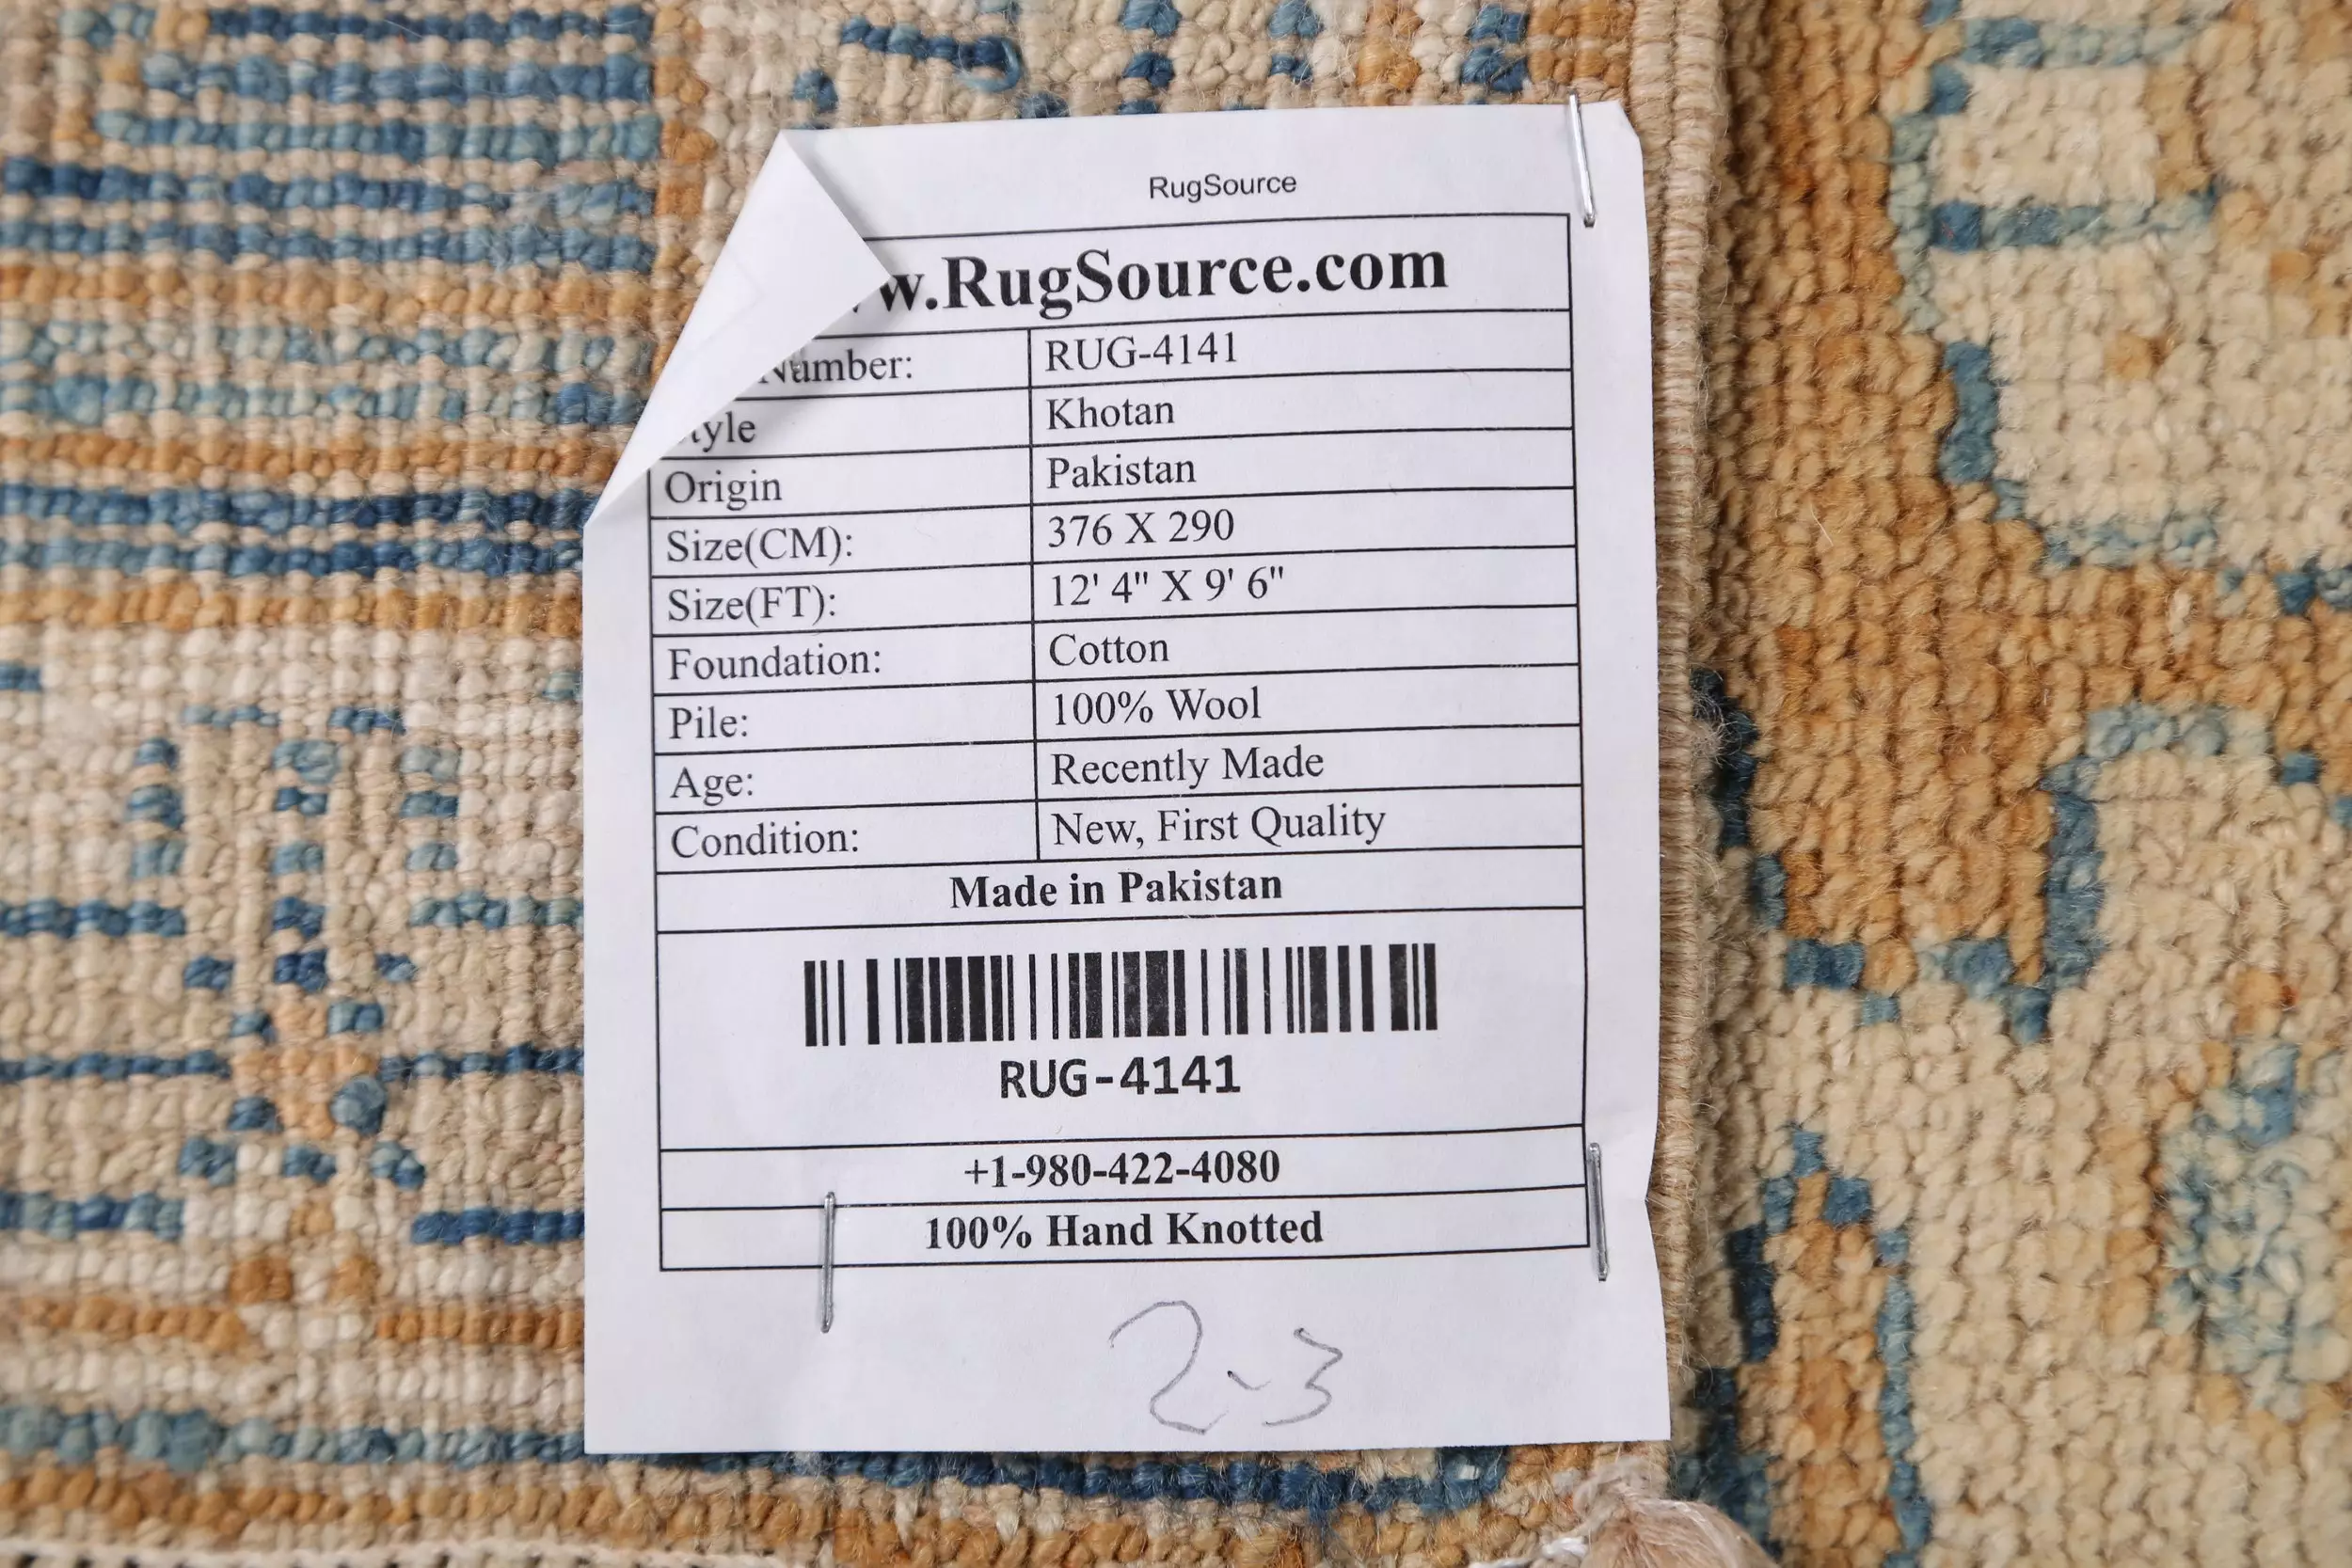 RugSource
w.RugSource.com
Number: RUG-4141
tyle Khotan
Origin Pakistan
Size(CM): 376 X 290
Size(FT): 12' 4" X 9' 6"
Foundation: Cotton
Pile: 100% Wool
Age: Recently Made
Condition: New, First Quality
Made in Pakistan
RUG-4141
+1-980-422-4080
100% Hand Knotted
2-3